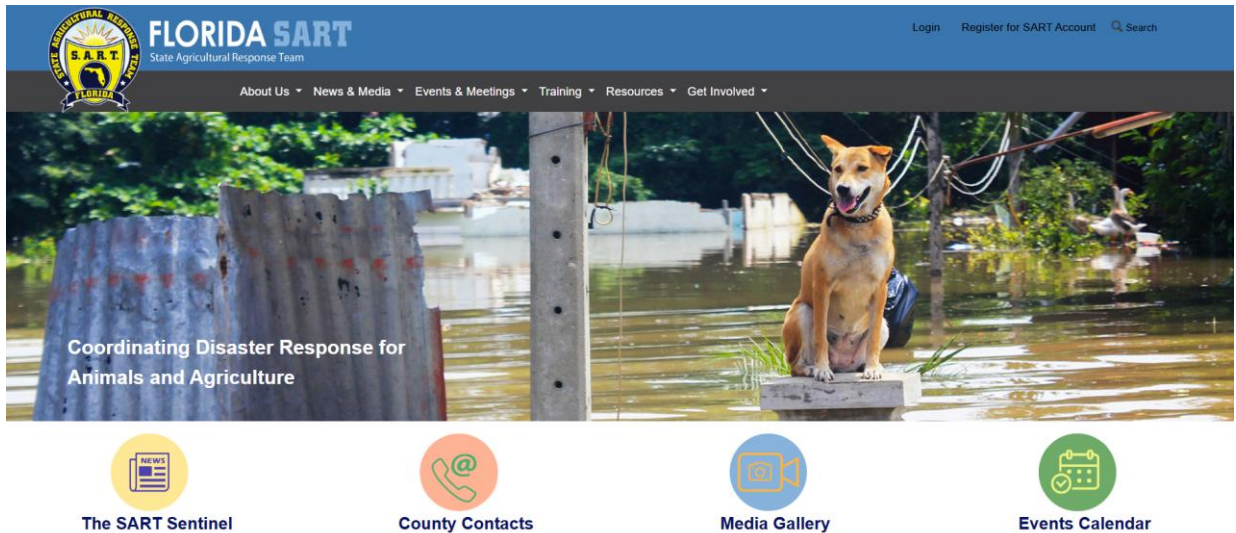 STATE AGRICULTURAL RESPONSE TEAM
S.A.R.T.
FLORIDA
FLORIDA SART
State Agricultural Response Team
Login Register for SART Account Search
About Us News & Media Events & Meetings Training Resources Get Involved
Coordinating Disaster Response for
Animals and Agriculture
NEWS
@
The SART Sentinel
County Contacts
Media Gallery
Events Calendar